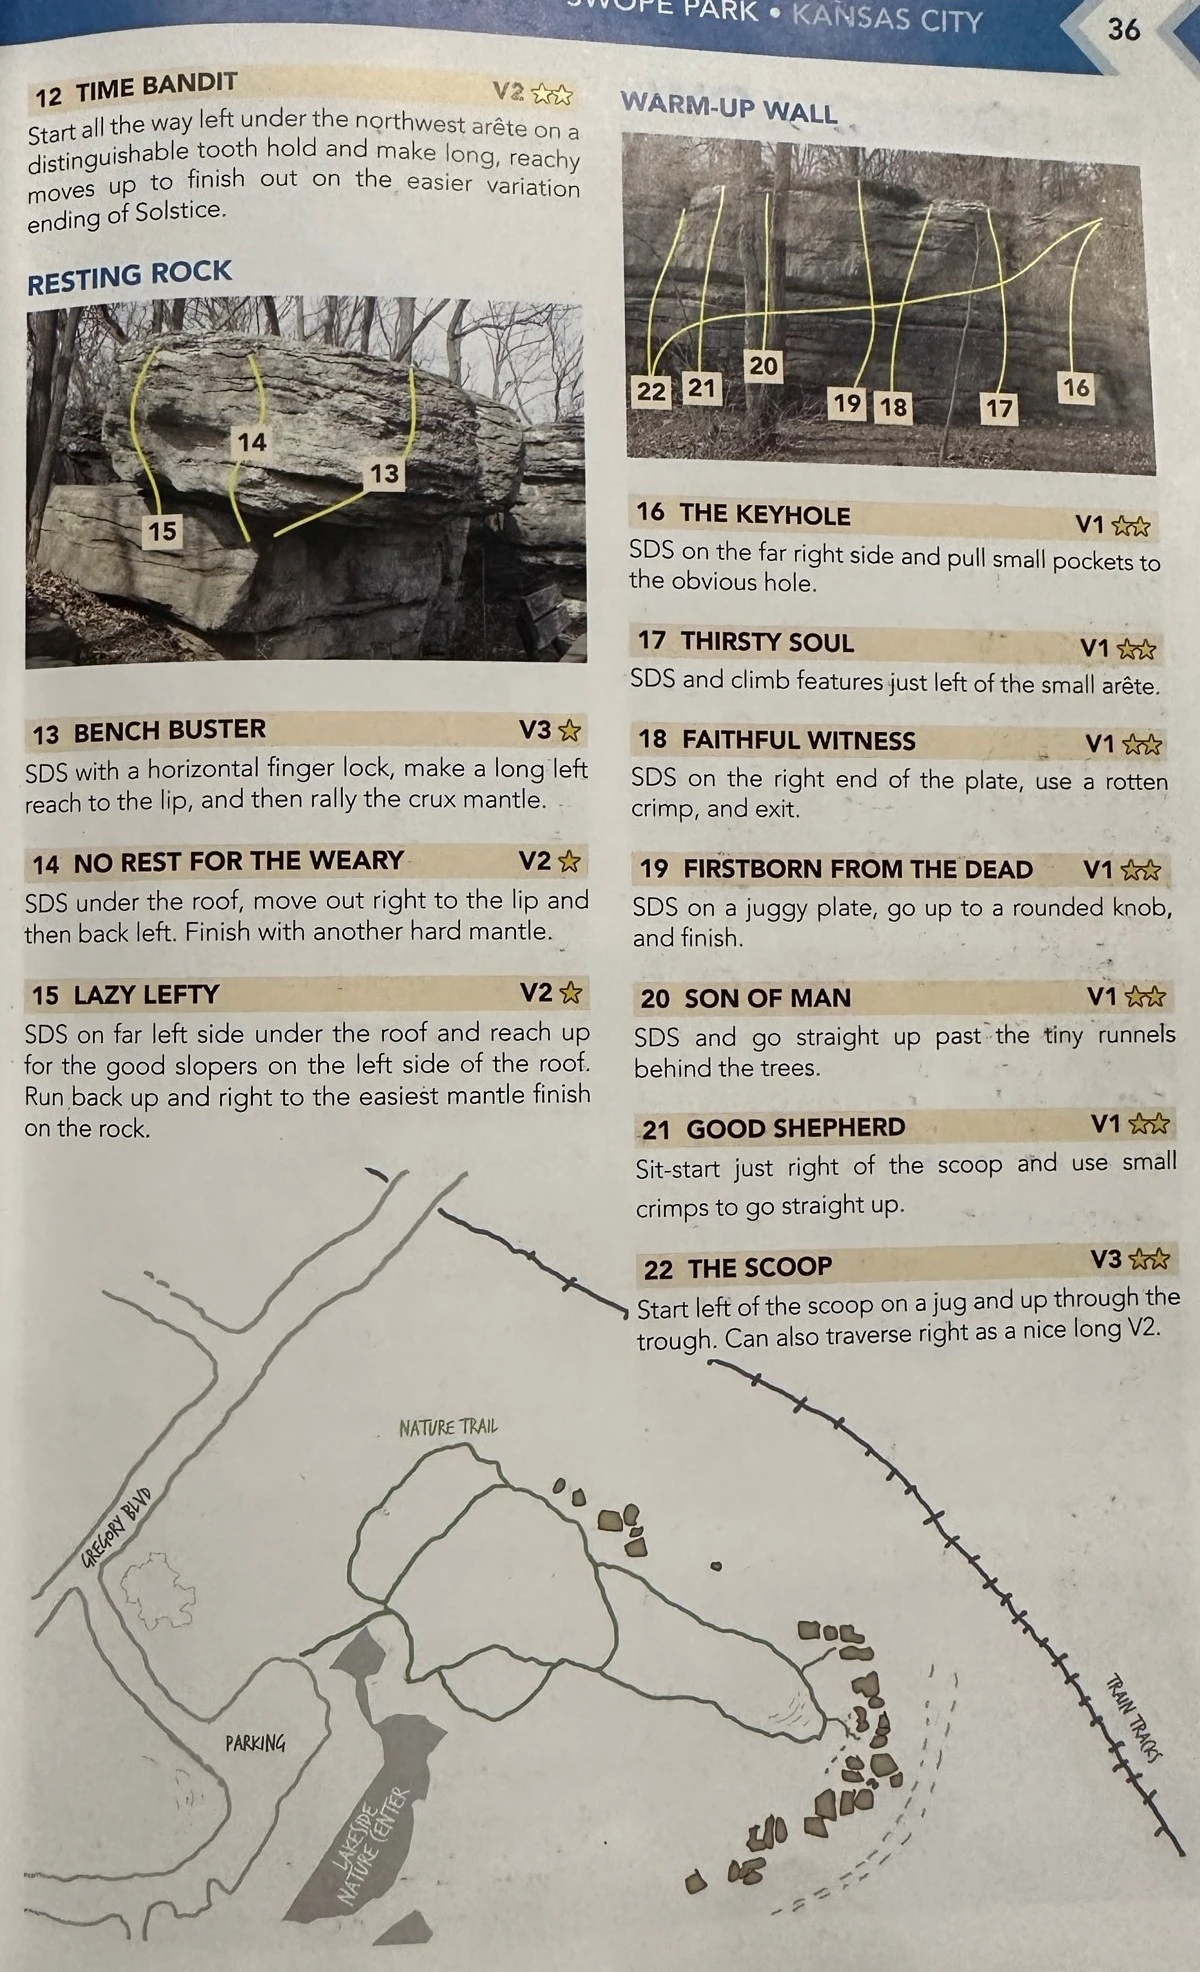 SWOPE PARK • KANSAS CITY
36
12 TIME BANDIT V2
Start all the way left under the northwest arête on a
distinguishable tooth hold and make long, reachy
moves up to finish out on the easier variation
ending of Solstice.
RESTING ROCK
14
13
15
13 BENCH BUSTER V3
SDS with a horizontal finger lock, make a long left
reach to the lip, and then rally the crux mantle.
14 NO REST FOR THE WEARY V2
SDS under the roof, move out right to the lip and
then back left. Finish with another hard mantle.
15 LAZY LEFTY V2
SDS on far left side under the roof and reach up
for the good slopers on the left side of the roof.
Run back up and right to the easiest mantle finish
on the rock.
WARM-UP WALL
22 21 20 19 18 17 16
16 THE KEYHOLE V1
SDS on the far right side and pull small pockets to
the obvious hole.
17 THIRSTY SOUL V1
SDS and climb features just left of the small arête.
18 FAITHFUL WITNESS V1
SDS on the right end of the plate, use a rotten
crimp, and exit.
19 FIRSTBORN FROM THE DEAD V1
SDS on a juggy plate, go up to a rounded knob,
and finish.
20 SON OF MAN V1
SDS and go straight up past the tiny runnels
behind the trees.
21 GOOD SHEPHERD V1
Sit-start just right of the scoop and use small
crimps to go straight up.
22 THE SCOOP V3
Start left of the scoop on a jug and up through the
trough. Can also traverse right as a nice long V2.
NATURE TRAIL
GREGORY BLVD
PARKING
LAKESIDE
NATURE CENTER
TRAIN TRACKS